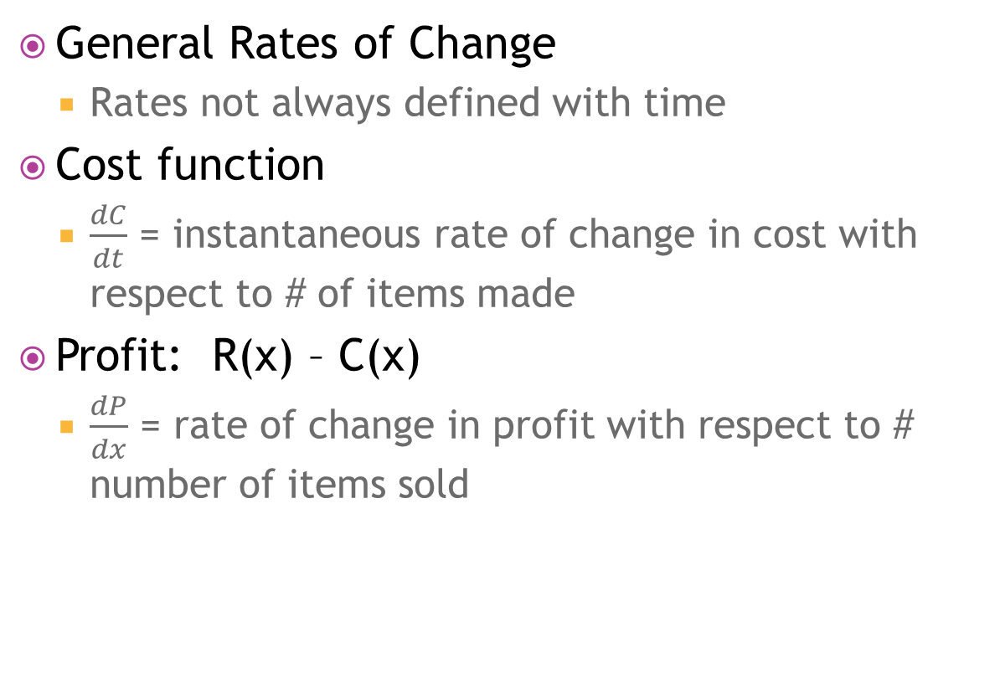 General Rates of Change
Rates not always defined with time
Cost function
dC/dt = instantaneous rate of change in cost with
respect to # of items made
Profit: R(x) – C(x)
dP/dx = rate of change in profit with respect to #
number of items sold